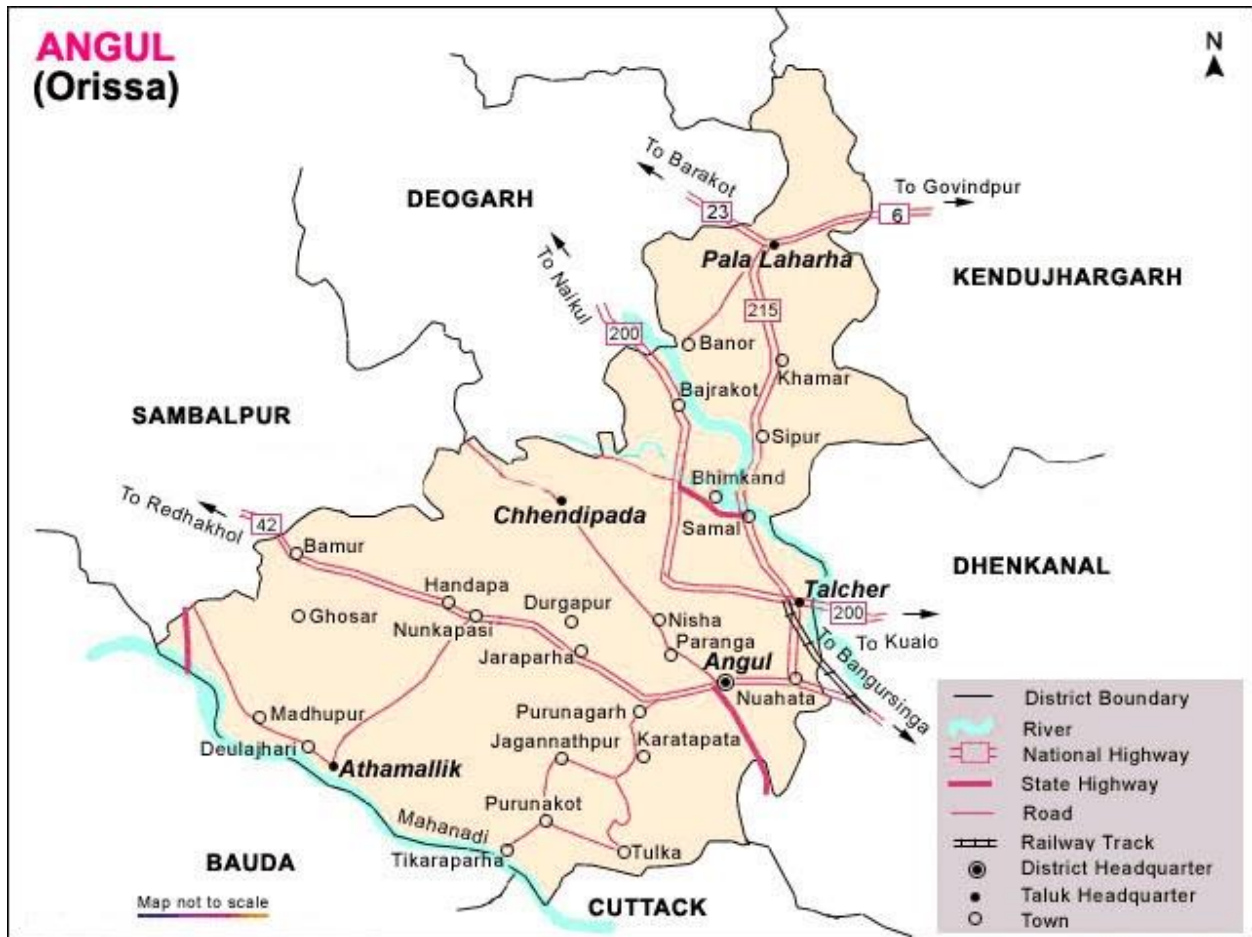 ANGUL
(Orissa)
N
To Barakot
To Govindpur
23
6
DEOGARH
To Naikul
Pala Laharha
KENDUJHARGARH
215
200
Banor
Khamar
Bajrakot
SAMBALPUR
Sipur
Bhimkand
To Redhakhol
Chhendipada
Samal
42
Bamur
DHENKANAL
Handapa
Talcher
Durgapur
200
Ghosar
Nunkapasi
Nisha
To Kualo
Paranga
To Bangursinga
Jaraparha
Angul
Nuahata
Madhupur
Purunagarh
Deulajhari
Jagannathpur
Karatapata
Athamallik
Purunakot
Mahanadi
Tikaraparha
Tulka
BAUDA
Map not to scale
CUTTACK
District Boundary
River
National Highway
State Highway
Road
Railway Track
District Headquarter
Taluk Headquarter
Town